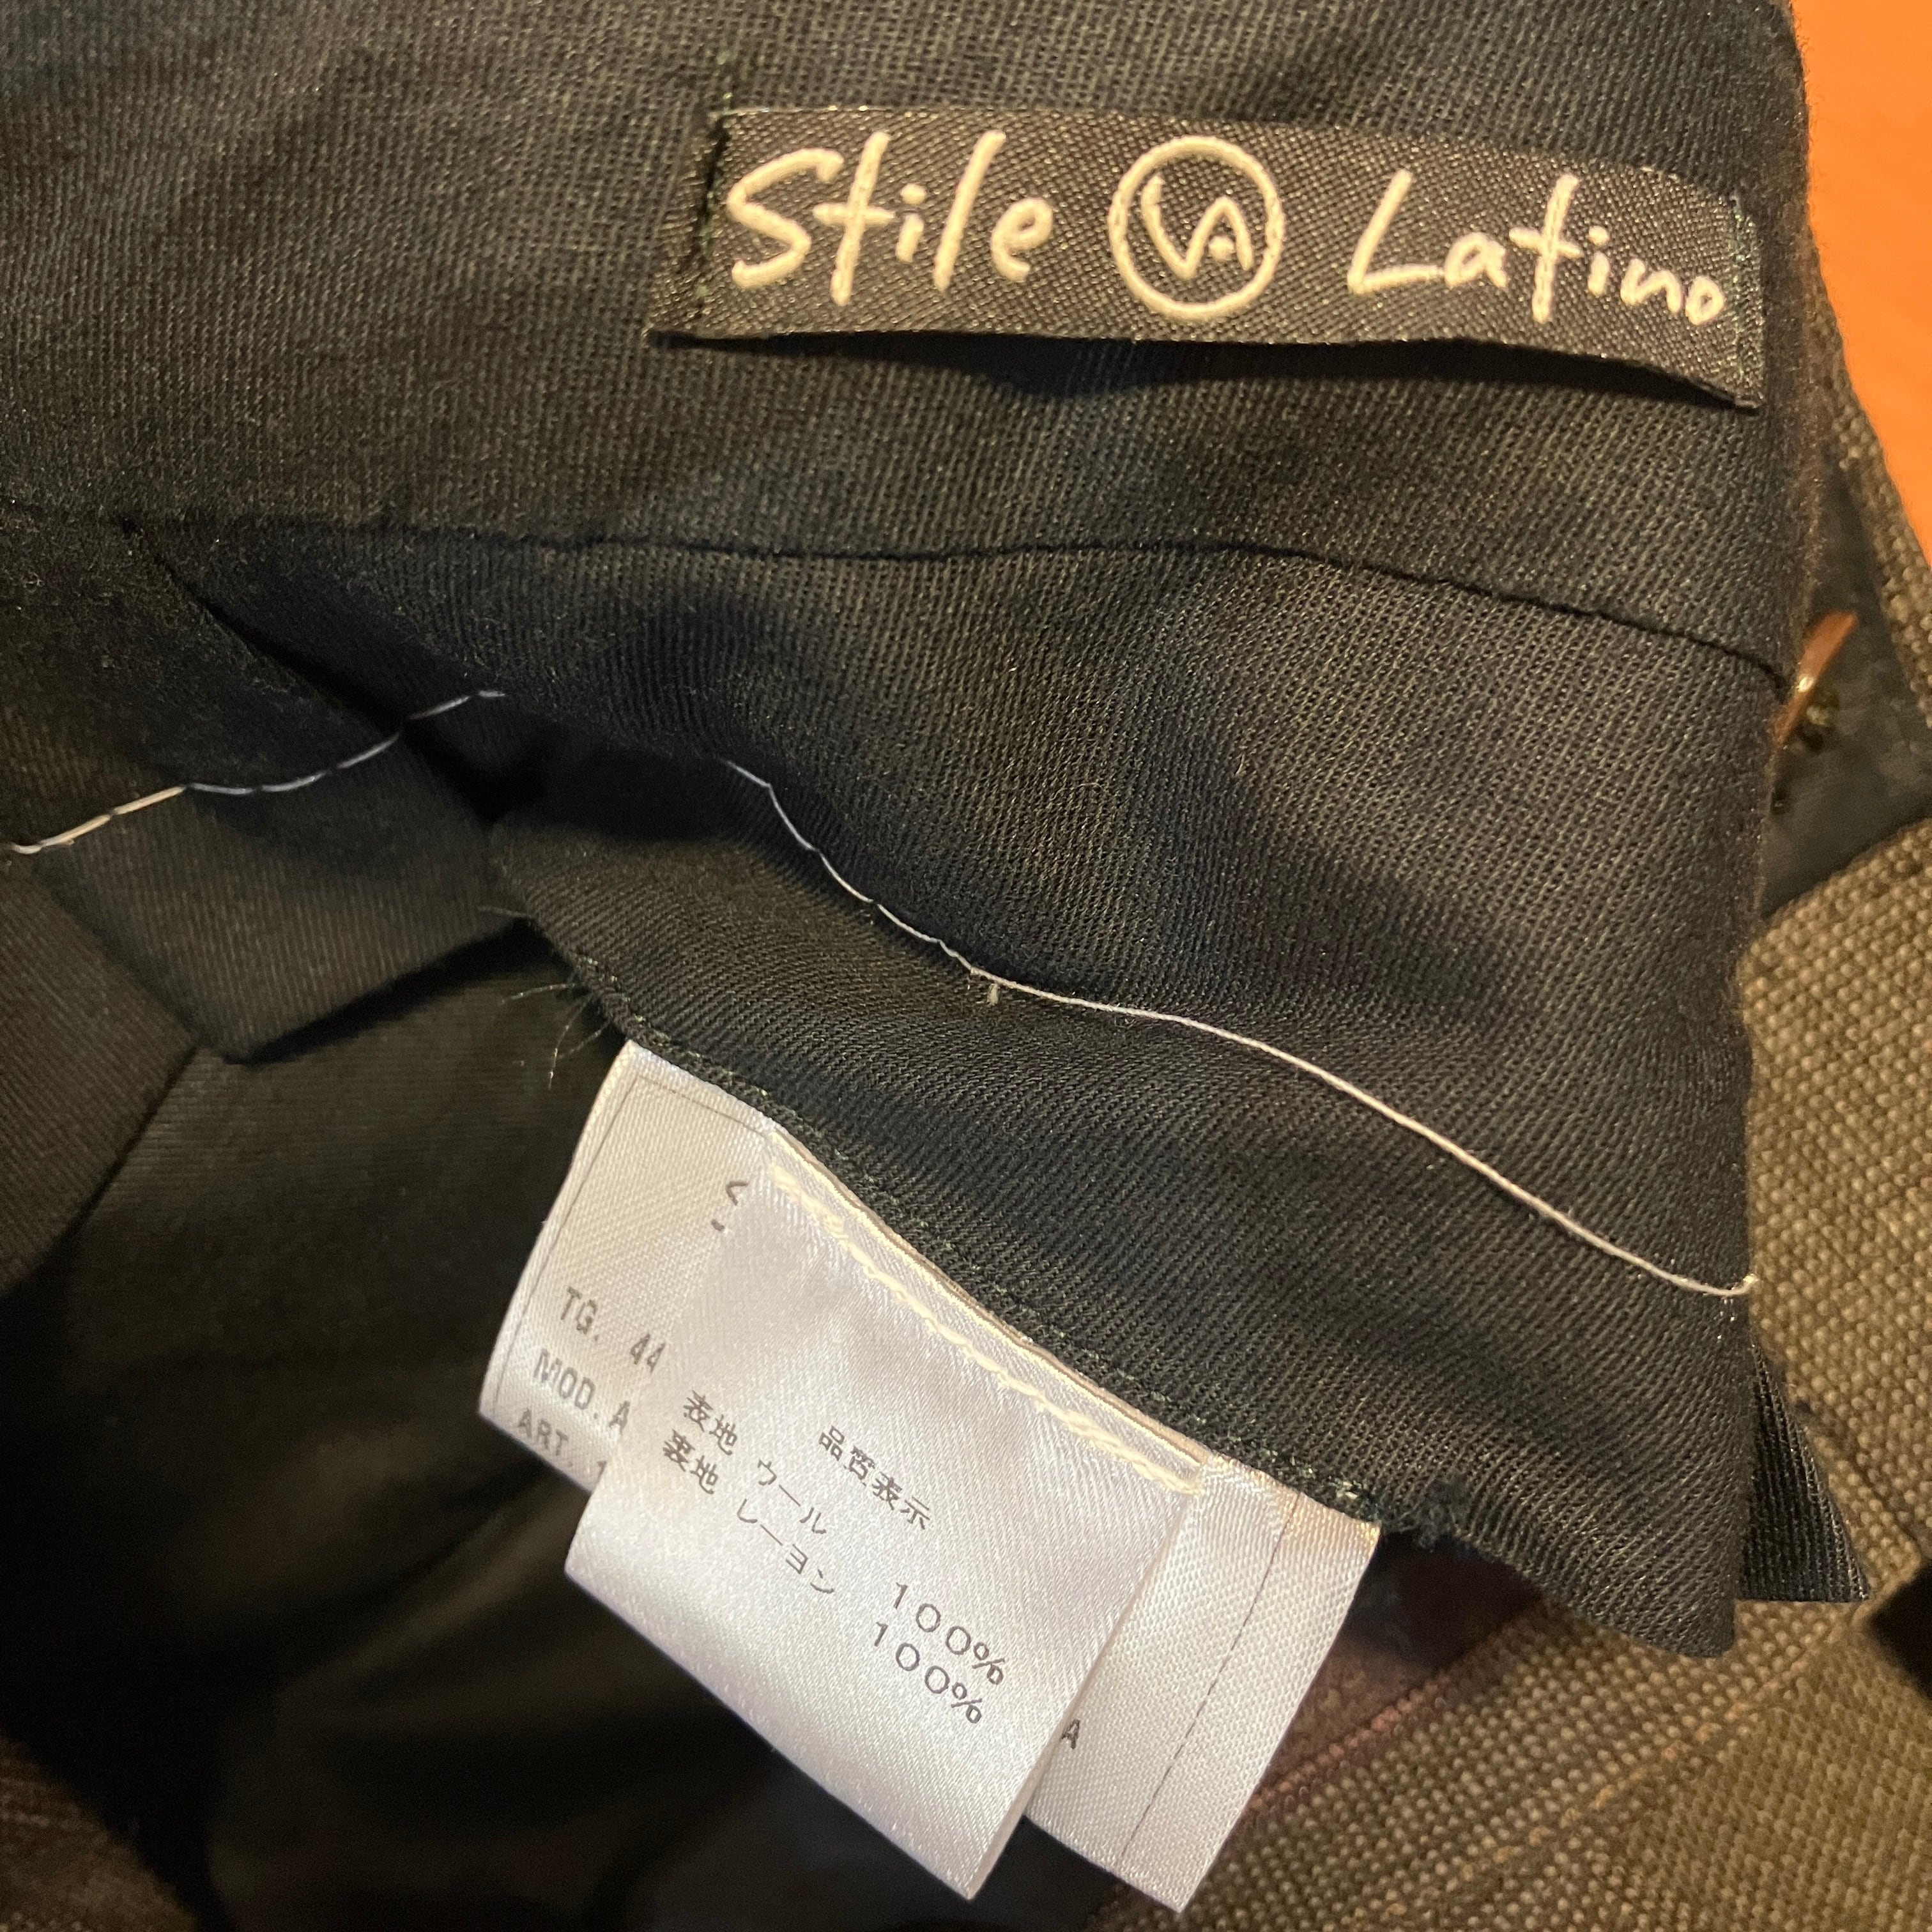 Stile VA Latino
TG. 44
MOD. A
ART. 1
品質表示
表地 ウール 100%
裏地 レーヨン 100%
A